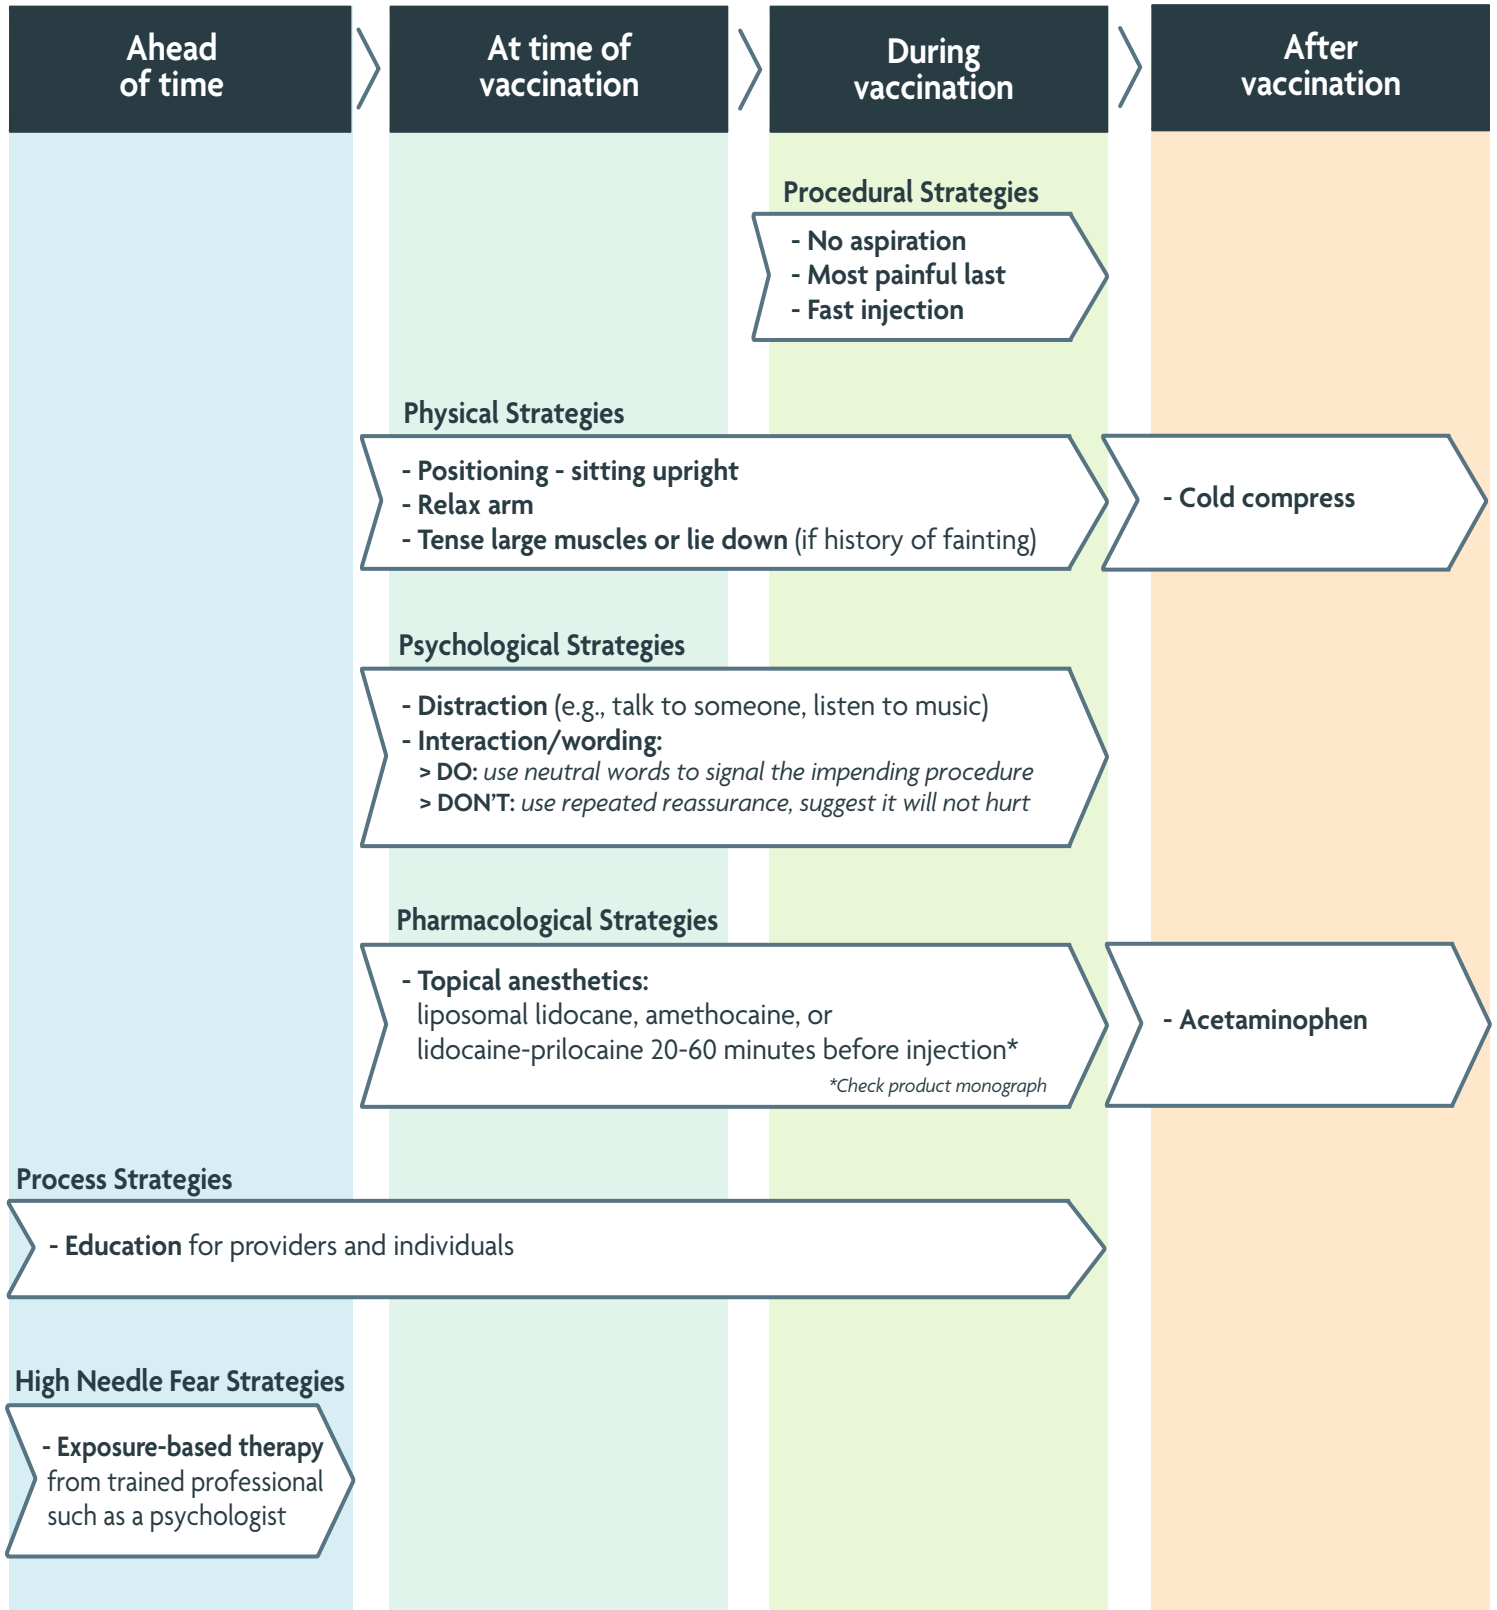 Ahead
of time
At time of
vaccination
During
vaccination
After
vaccination
Procedural Strategies
- No aspiration
- Most painful last
- Fast injection
Physical Strategies
- Positioning - sitting upright
- Relax arm
- Tense large muscles or lie down (if history of fainting)
- Cold compress
Psychological Strategies
- Distraction (e.g., talk to someone, listen to music)
- Interaction/wording:
> DO: use neutral words to signal the impending procedure
> DON'T: use repeated reassurance, suggest it will not hurt
Pharmacological Strategies
- Topical anesthetics:
liposomal lidocane, amethocaine, or
lidocaine-prilocaine 20-60 minutes before injection*
*Check product monograph
- Acetaminophen
Process Strategies
- Education for providers and individuals
High Needle Fear Strategies
- Exposure-based therapy
from trained professional
such as a psychologist